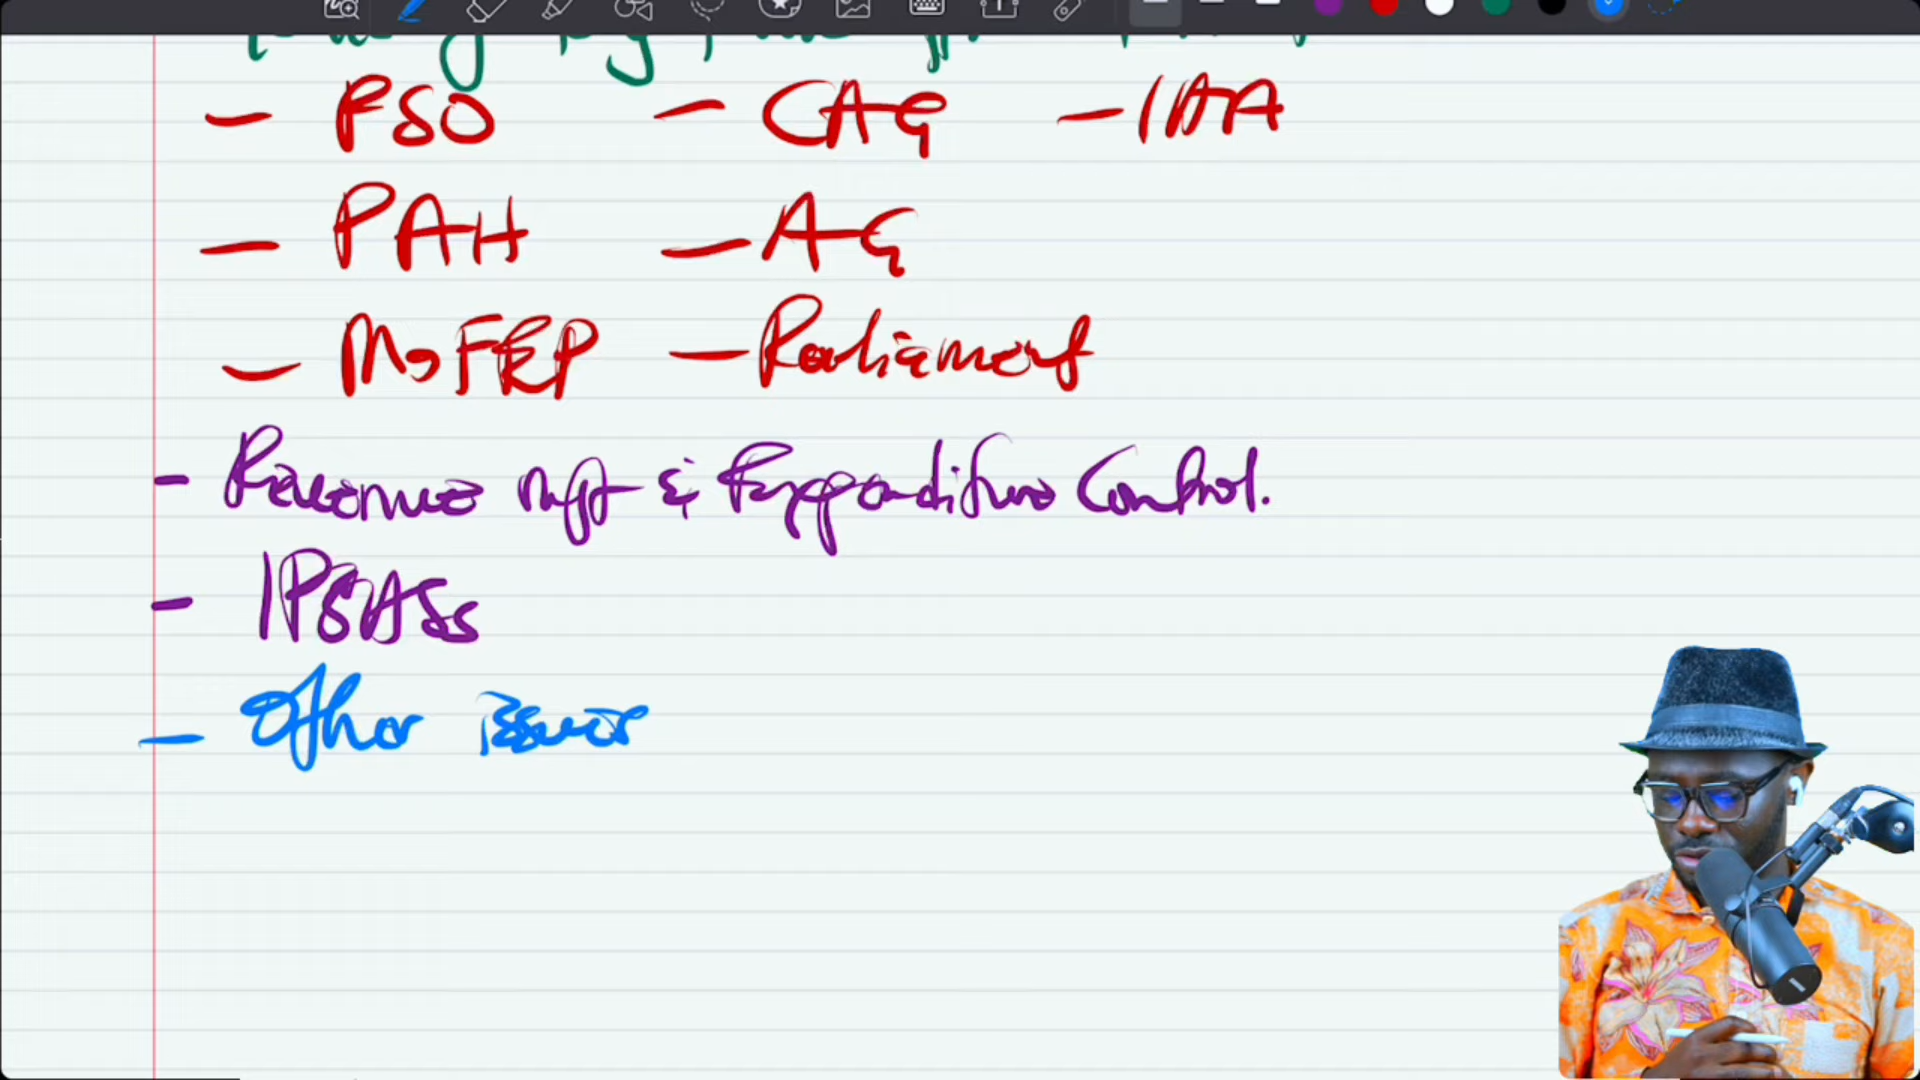 - PSO - CAG - IAA
- PAH - AG
- MoFEP - Parliament
- Revenue mgt & Expenditure Control.
- IPSASs
- Other issues